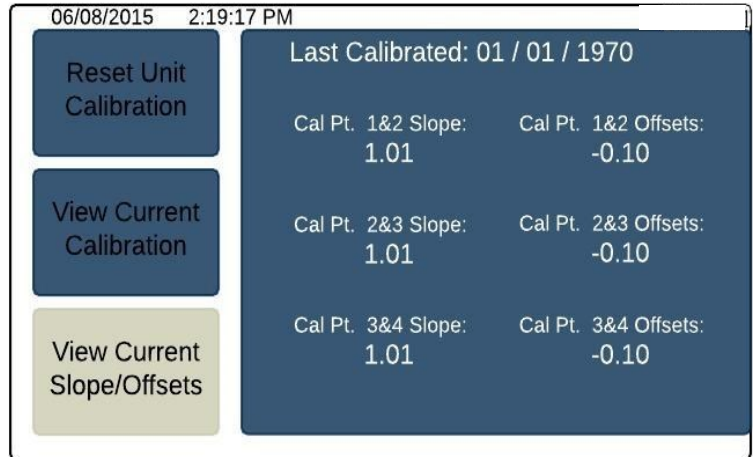 06/08/2015 2:19:17 PM
Reset Unit
Calibration
View Current
Calibration
View Current
Slope/Offsets
Last Calibrated: 01 / 01 / 1970
Cal Pt. 1&2 Slope: Cal Pt. 1&2 Offsets:
1.01 -0.10
Cal Pt. 2&3 Slope: Cal Pt. 2&3 Offsets:
1.01 -0.10
Cal Pt. 3&4 Slope: Cal Pt. 3&4 Offsets:
1.01 -0.10